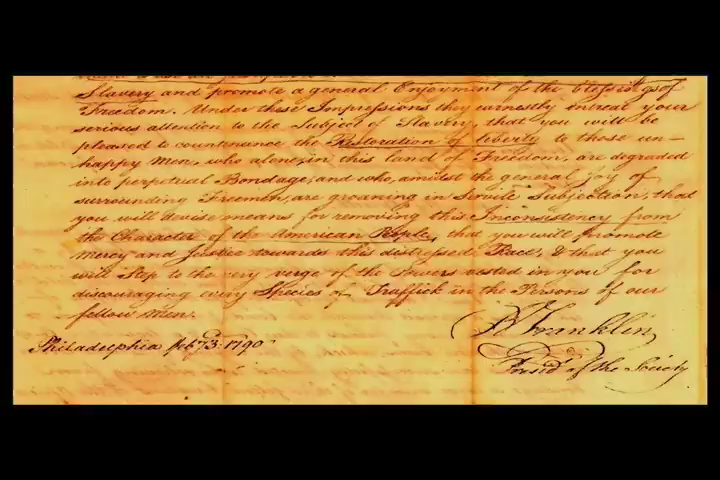 Slavery and promote a general Enjoyment of the blessings of
Freedom. Under these Impressions they earnestly intreat your
serious attention to the Subject of Slavery, that you will be
pleased to countenance the Restoration of liberty to those un-
happy Men, who alone, in this land of Freedom, are degraded
into perpetual Bondage, and who, amidst the general joy of
surrounding Freemen, are groaning in Servile Subjection, that
you will devise means for removing this Inconsistency from
the Character of the American People, that you will promote
Mercy and Justice towards this distressed Race, & that you
will Step to the very verge of the Powers vested in you for
discouraging every Species of Traffick in the Persons of our
fellow Men.
B Franklin
Philadelphia Feby 3. 1790
Presidt. of the Society